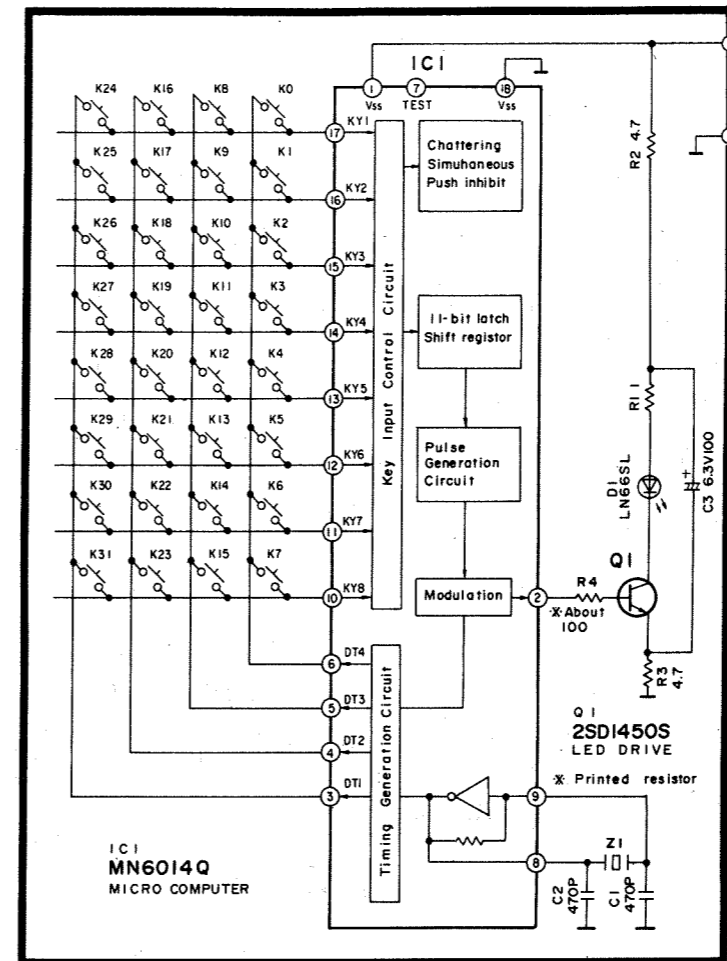 IC1
1
7
18
Vss
TEST
Vss
K24
K16
K8
K0
17
KY1
K25
K17
K9
K1
16
KY2
K26
K18
K10
K2
15
KY3
K27
K19
K11
K3
14
KY4
K28
K20
K12
K4
13
KY5
K29
K21
K13
K5
12
KY6
K30
K22
K14
K6
11
KY7
K31
K23
K15
K7
10
KY8
Key Input Control Circuit
Chattering
Simuhaneous
Push inhibit
11-bit latch
Shift registor
Pulse
Generation
Circuit
Modulation
2
R4
※About
100
R2 4.7
R1 1
D1
LN66SL
+
C3 6.3V100
Q1
R3
4.7
6
DT4
5
DT3
4
DT2
3
DT1
Timing Generation Circuit
9
8
Q1
2SD1450S
LED DRIVE
※ Printed resistor
Z1
C2
470P
C1
470P
IC1
MN6014Q
MICRO COMPUTER